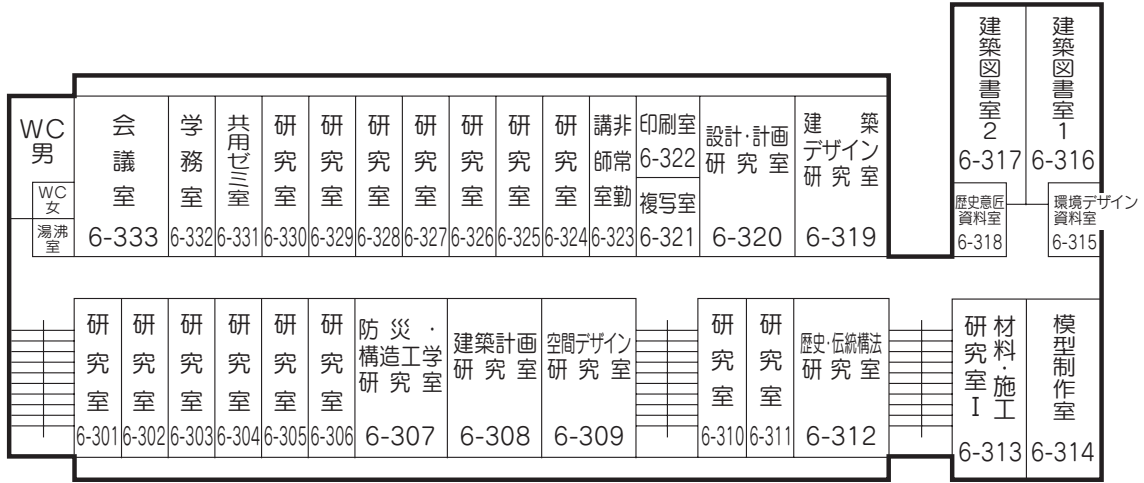 WC
男
WC
女
湯沸
室
会議室
6-333
学務室
6-332
共用ゼミ室
6-331
研究室
6-330
研究室
6-329
研究室
6-328
研究室
6-327
研究室
6-326
研究室
6-325
研究室
6-324
非常勤
講師室
6-323
印刷室
6-322
複写室
6-321
設計・計画
研究室
6-320
建築
デザイン
研究室
6-319
建築図書室2
6-317
建築図書室1
6-316
歴史意匠
資料室
6-318
環境デザイン
資料室
6-315
研究室
6-301
研究室
6-302
研究室
6-303
研究室
6-304
研究室
6-305
研究室
6-306
防災・
構造工学
研究室
6-307
建築計画
研究室
6-308
空間デザイン
研究室
6-309
研究室
6-310
研究室
6-311
歴史・伝統構法
研究室
6-312
材料・施工
研究室Ⅰ
6-313
模型制作室
6-314